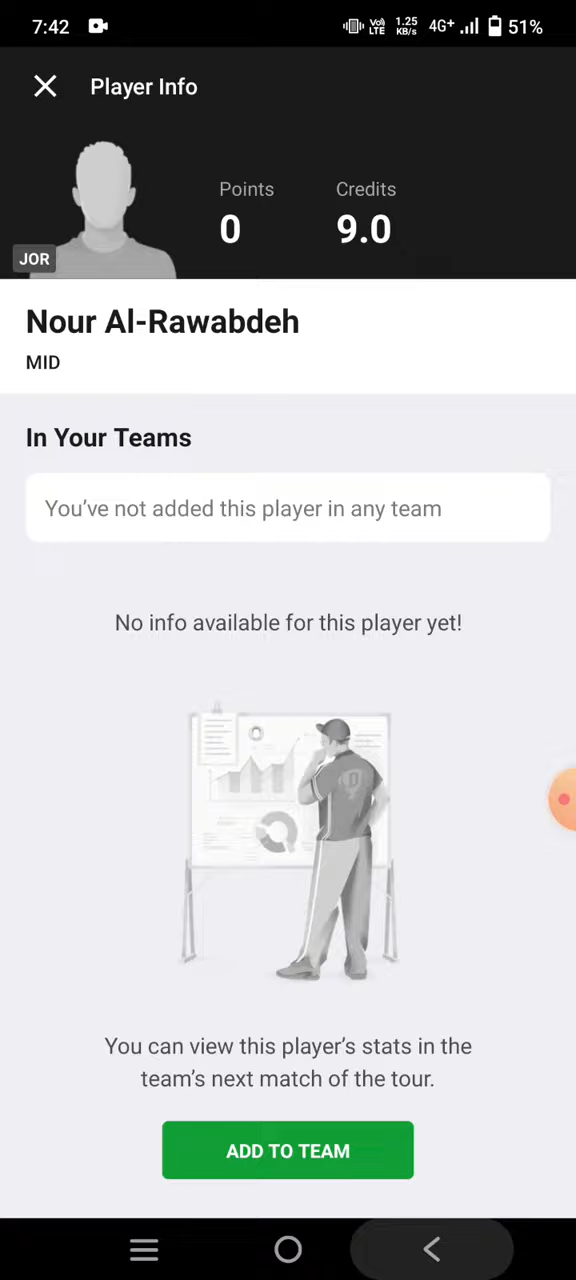 7:42
Vo) LTE
1.25 KB/s
4G+
51%
Player Info
Points
Credits
0
9.0
JOR
Nour Al-Rawabdeh
MID
In Your Teams
You’ve not added this player in any team
No info available for this player yet!
You can view this player’s stats in the
team’s next match of the tour.
ADD TO TEAM